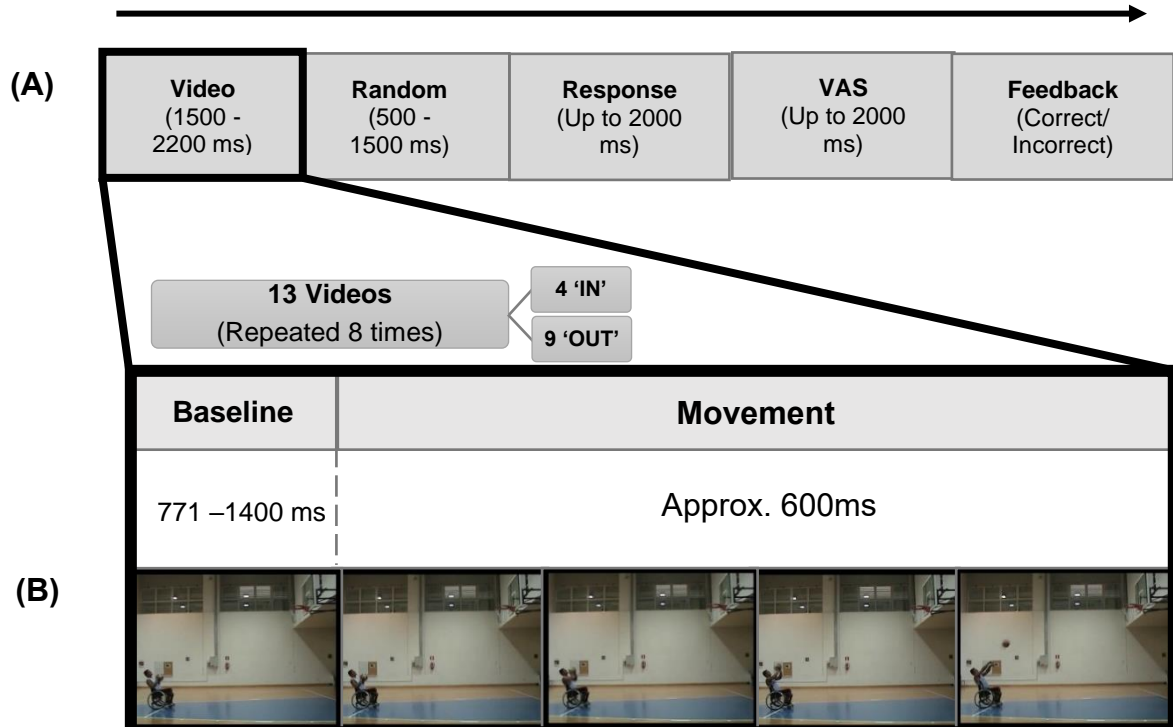 (A)
Video
(1500 -
2200 ms)
Random
(500 -
1500 ms)
Response
(Up to 2000
ms)
VAS
(Up to 2000
ms)
Feedback
(Correct/
Incorrect)
13 Videos
(Repeated 8 times)
4 ‘IN’
9 ‘OUT’
Baseline
Movement
771 –1400 ms
Approx. 600ms
(B)